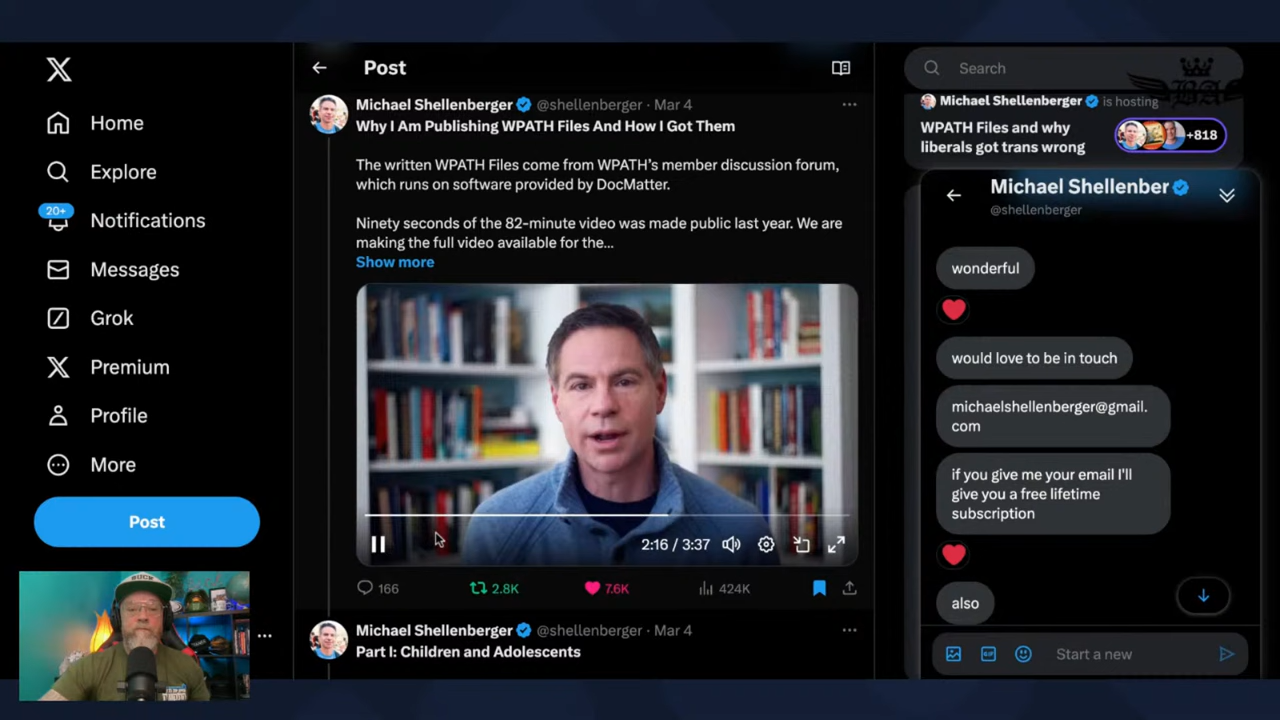 Home
Explore
20+
Notifications
Messages
Grok
Premium
Profile
More
Post
Post
Michael Shellenberger @shellenberger · Mar 4
Why I Am Publishing WPATH Files And How I Got Them
The written WPATH Files come from WPATH's member discussion forum,
which runs on software provided by DocMatter.
Ninety seconds of the 82-minute video was made public last year. We are
making the full video available for the...
Show more
2:16 / 3:37
166
2.8K
7.6K
424K
Michael Shellenberger @shellenberger · Mar 4
Part I: Children and Adolescents
Search
Michael Shellenberger is hosting
WPATH Files and why
liberals got trans wrong
+818
Michael Shellenber
@shellenberger
wonderful
would love to be in touch
michaelshellenberger@gmail.
com
if you give me your email I'll
give you a free lifetime
subscription
also
Start a new